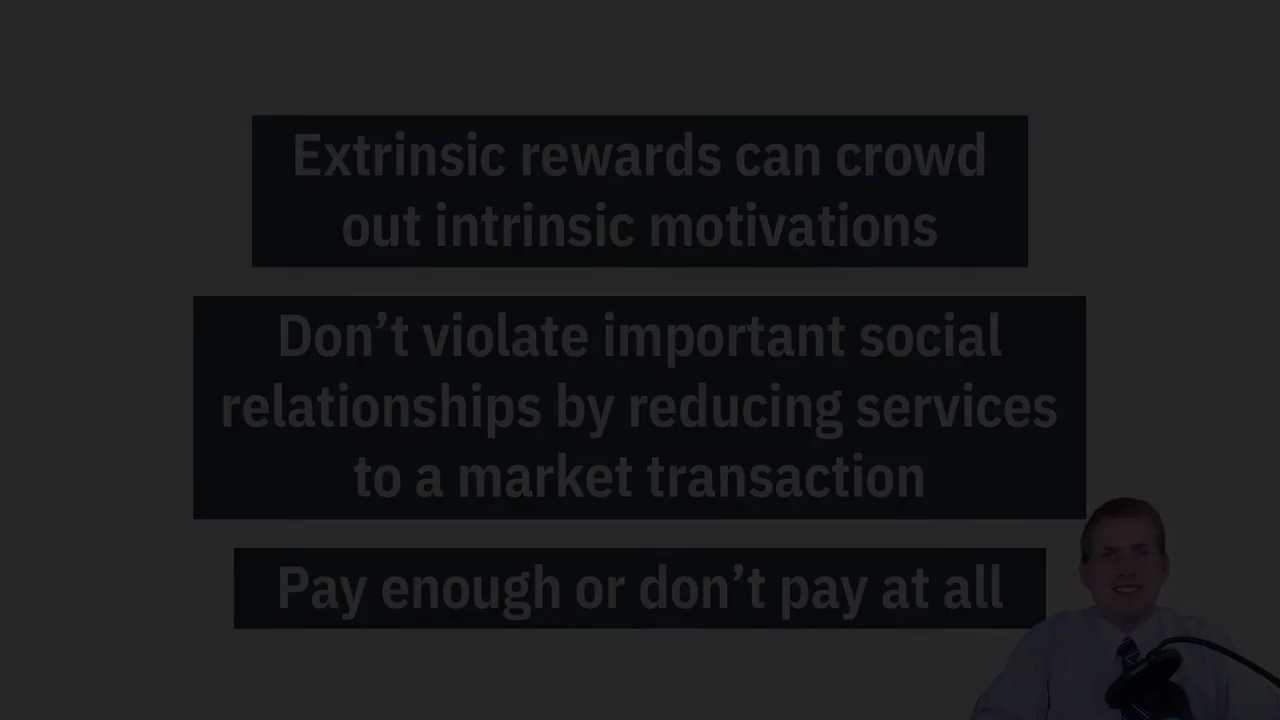 Extrinsic rewards can crowd
out intrinsic motivations
Don’t violate important social
relationships by reducing services
to a market transaction
Pay enough or don’t pay at all